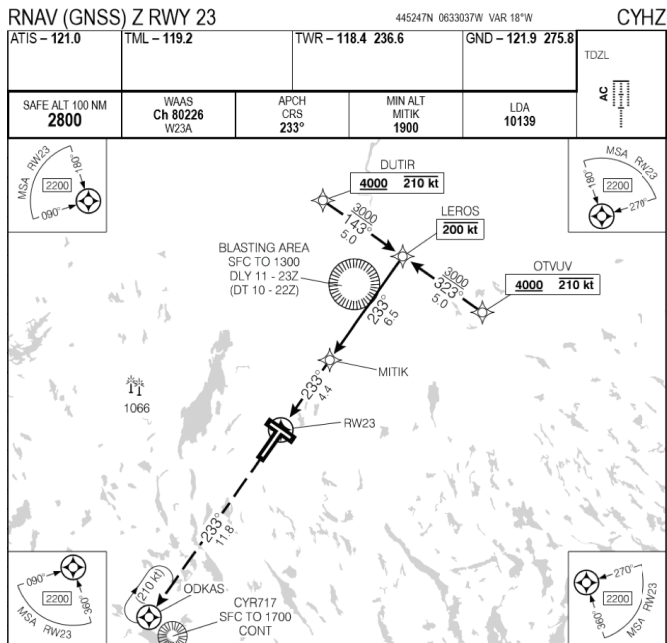 RNAV (GNSS) Z RWY 23
445247N 0633037W VAR 18°W
CYHZ
ATIS – 121.0
TML – 119.2
TWR – 118.4 236.6
GND – 121.9 275.8
TDZL
AC
SAFE ALT 100 NM
2800
WAAS
Ch 80226
W23A
APCH
CRS
233°
MIN ALT
MITIK
1900
LDA
10139
MSA RW23
180°
2200
090°
DUTIR
4000 210 kt
3000
143°
5.0
LEROS
200 kt
MSA RW23
180°
2200
270°
BLASTING AREA
SFC TO 1300
DLY 11 - 23Z
(DT 10 - 22Z)
3000
323°
5.0
OTVUV
4000 210 kt
233°
6.5
MITIK
1066
233°
4.4
RW23
233°
11.8
090°
2200
360°
MSA RW23
(210 kt)
ODKAS
CYR717
SFC TO 1700
CONT
270°
2200
360°
MSA RW23